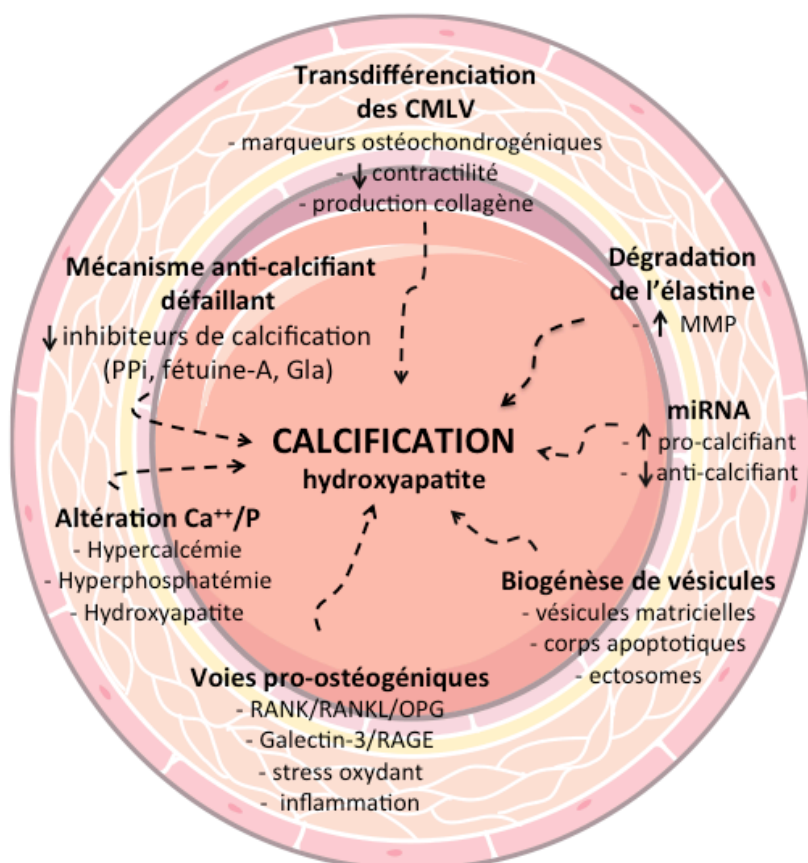 Transdifférenciation
des CMLV
- marqueurs ostéochondrogéniques
- ↓ contractilité
- production collagène
Mécanisme anti-calcifiant
défaillant
↓ inhibiteurs de calcification
(PPi, fétuine-A, Gla)
Dégradation
de l’élastine
- ↑ MMP
miRNA
- ↑ pro-calcifiant
- ↓ anti-calcifiant
CALCIFICATION
hydroxyapatite
Altération Ca⁺⁺/P
- Hypercalcémie
- Hyperphosphatémie
- Hydroxyapatite
Biogénèse de vésicules
- vésicules matricielles
- corps apoptotiques
- ectosomes
Voies pro-ostéogéniques
- RANK/RANKL/OPG
- Galectin-3/RAGE
- stress oxydant
- inflammation